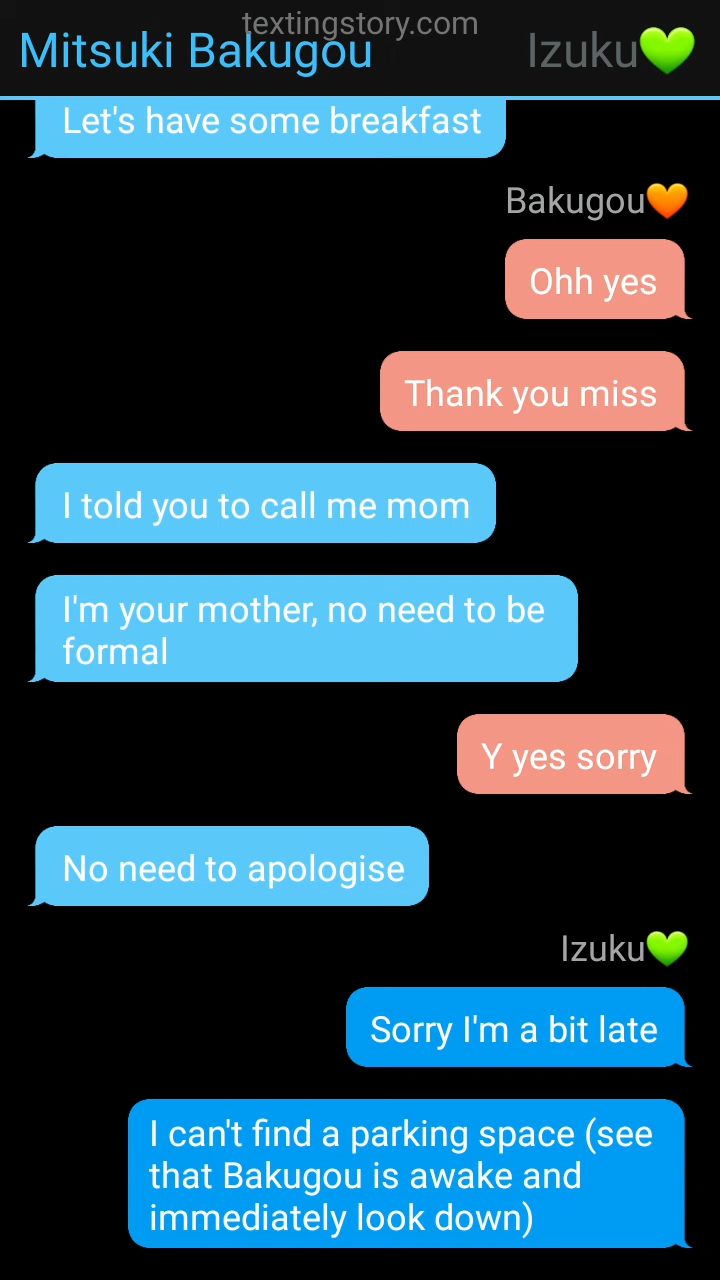 textingstory.com
Mitsuki Bakugou
Izuku💚
Let's have some breakfast
Bakugou🧡
Ohh yes
Thank you miss
I told you to call me mom
I'm your mother, no need to be
formal
Y yes sorry
No need to apologise
Izuku💚
Sorry I'm a bit late
I can't find a parking space (see
that Bakugou is awake and
immediately look down)